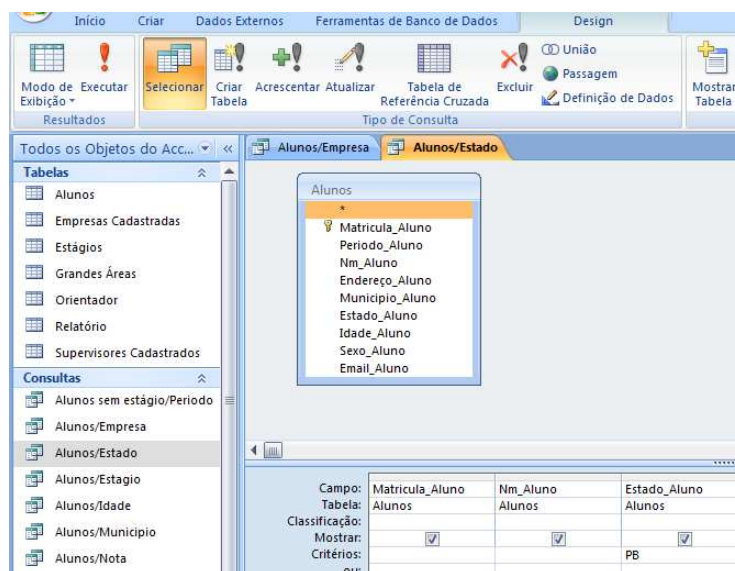 Início Criar Dados Externos Ferramentas de Banco de Dados Design
Modo de Exibição Executar Selecionar Criar Tabela Acrescentar Atualizar Tabela de Referência Cruzada Excluir
União
Passagem
Definição de Dados
Mostrar Tabela
Resultados Tipo de Consulta
Todos os Objetos do Acc... « Alunos/Empresa Alunos/Estado
Tabelas
Alunos
Empresas Cadastradas
Estágios
Grandes Áreas
Orientador
Relatório
Supervisores Cadastrados
Consultas
Alunos sem estágio/Periodo
Alunos/Empresa
Alunos/Estado
Alunos/Estagio
Alunos/Idade
Alunos/Municipio
Alunos/Nota
Alunos
*
Matricula_Aluno
Periodo_Aluno
Nm_Aluno
Endereço_Aluno
Municipio_Aluno
Estado_Aluno
Idade_Aluno
Sexo_Aluno
Email_Aluno
Campo: Matricula_Aluno Nm_Aluno Estado_Aluno
Tabela: Alunos Alunos Alunos
Classificação:
Mostrar:
Critérios: PB
ou: